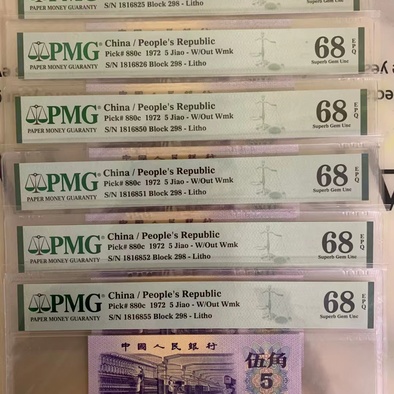 S/N 1816825 Block 298 - Litho
PMG
PAPER MONEY GUARANTY
China / People's Republic
Pick# 880c 1972 5 Jiao - W/Out Wmk
S/N 1816826 Block 298 - Litho
68 EPQ
Superb Gem Unc
PMG
PAPER MONEY GUARANTY
China / People's Republic
Pick# 880c 1972 5 Jiao - W/Out Wmk
S/N 1816850 Block 298 - Litho
68 EPQ
Superb Gem Unc
PMG
PAPER MONEY GUARANTY
China / People's Republic
Pick# 880c 1972 5 Jiao - W/Out Wmk
S/N 1816851 Block 298 - Litho
68 EPQ
Superb Gem Unc
PMG
PAPER MONEY GUARANTY
China / People's Republic
Pick# 880c 1972 5 Jiao - W/Out Wmk
S/N 1816852 Block 298 - Litho
68 EPQ
Superb Gem Unc
PMG
PAPER MONEY GUARANTY
China / People's Republic
Pick# 880c 1972 5 Jiao - W/Out Wmk
S/N 1816855 Block 298 - Litho
68 EPQ
Superb Gem Unc
中国人民银行
伍角
5